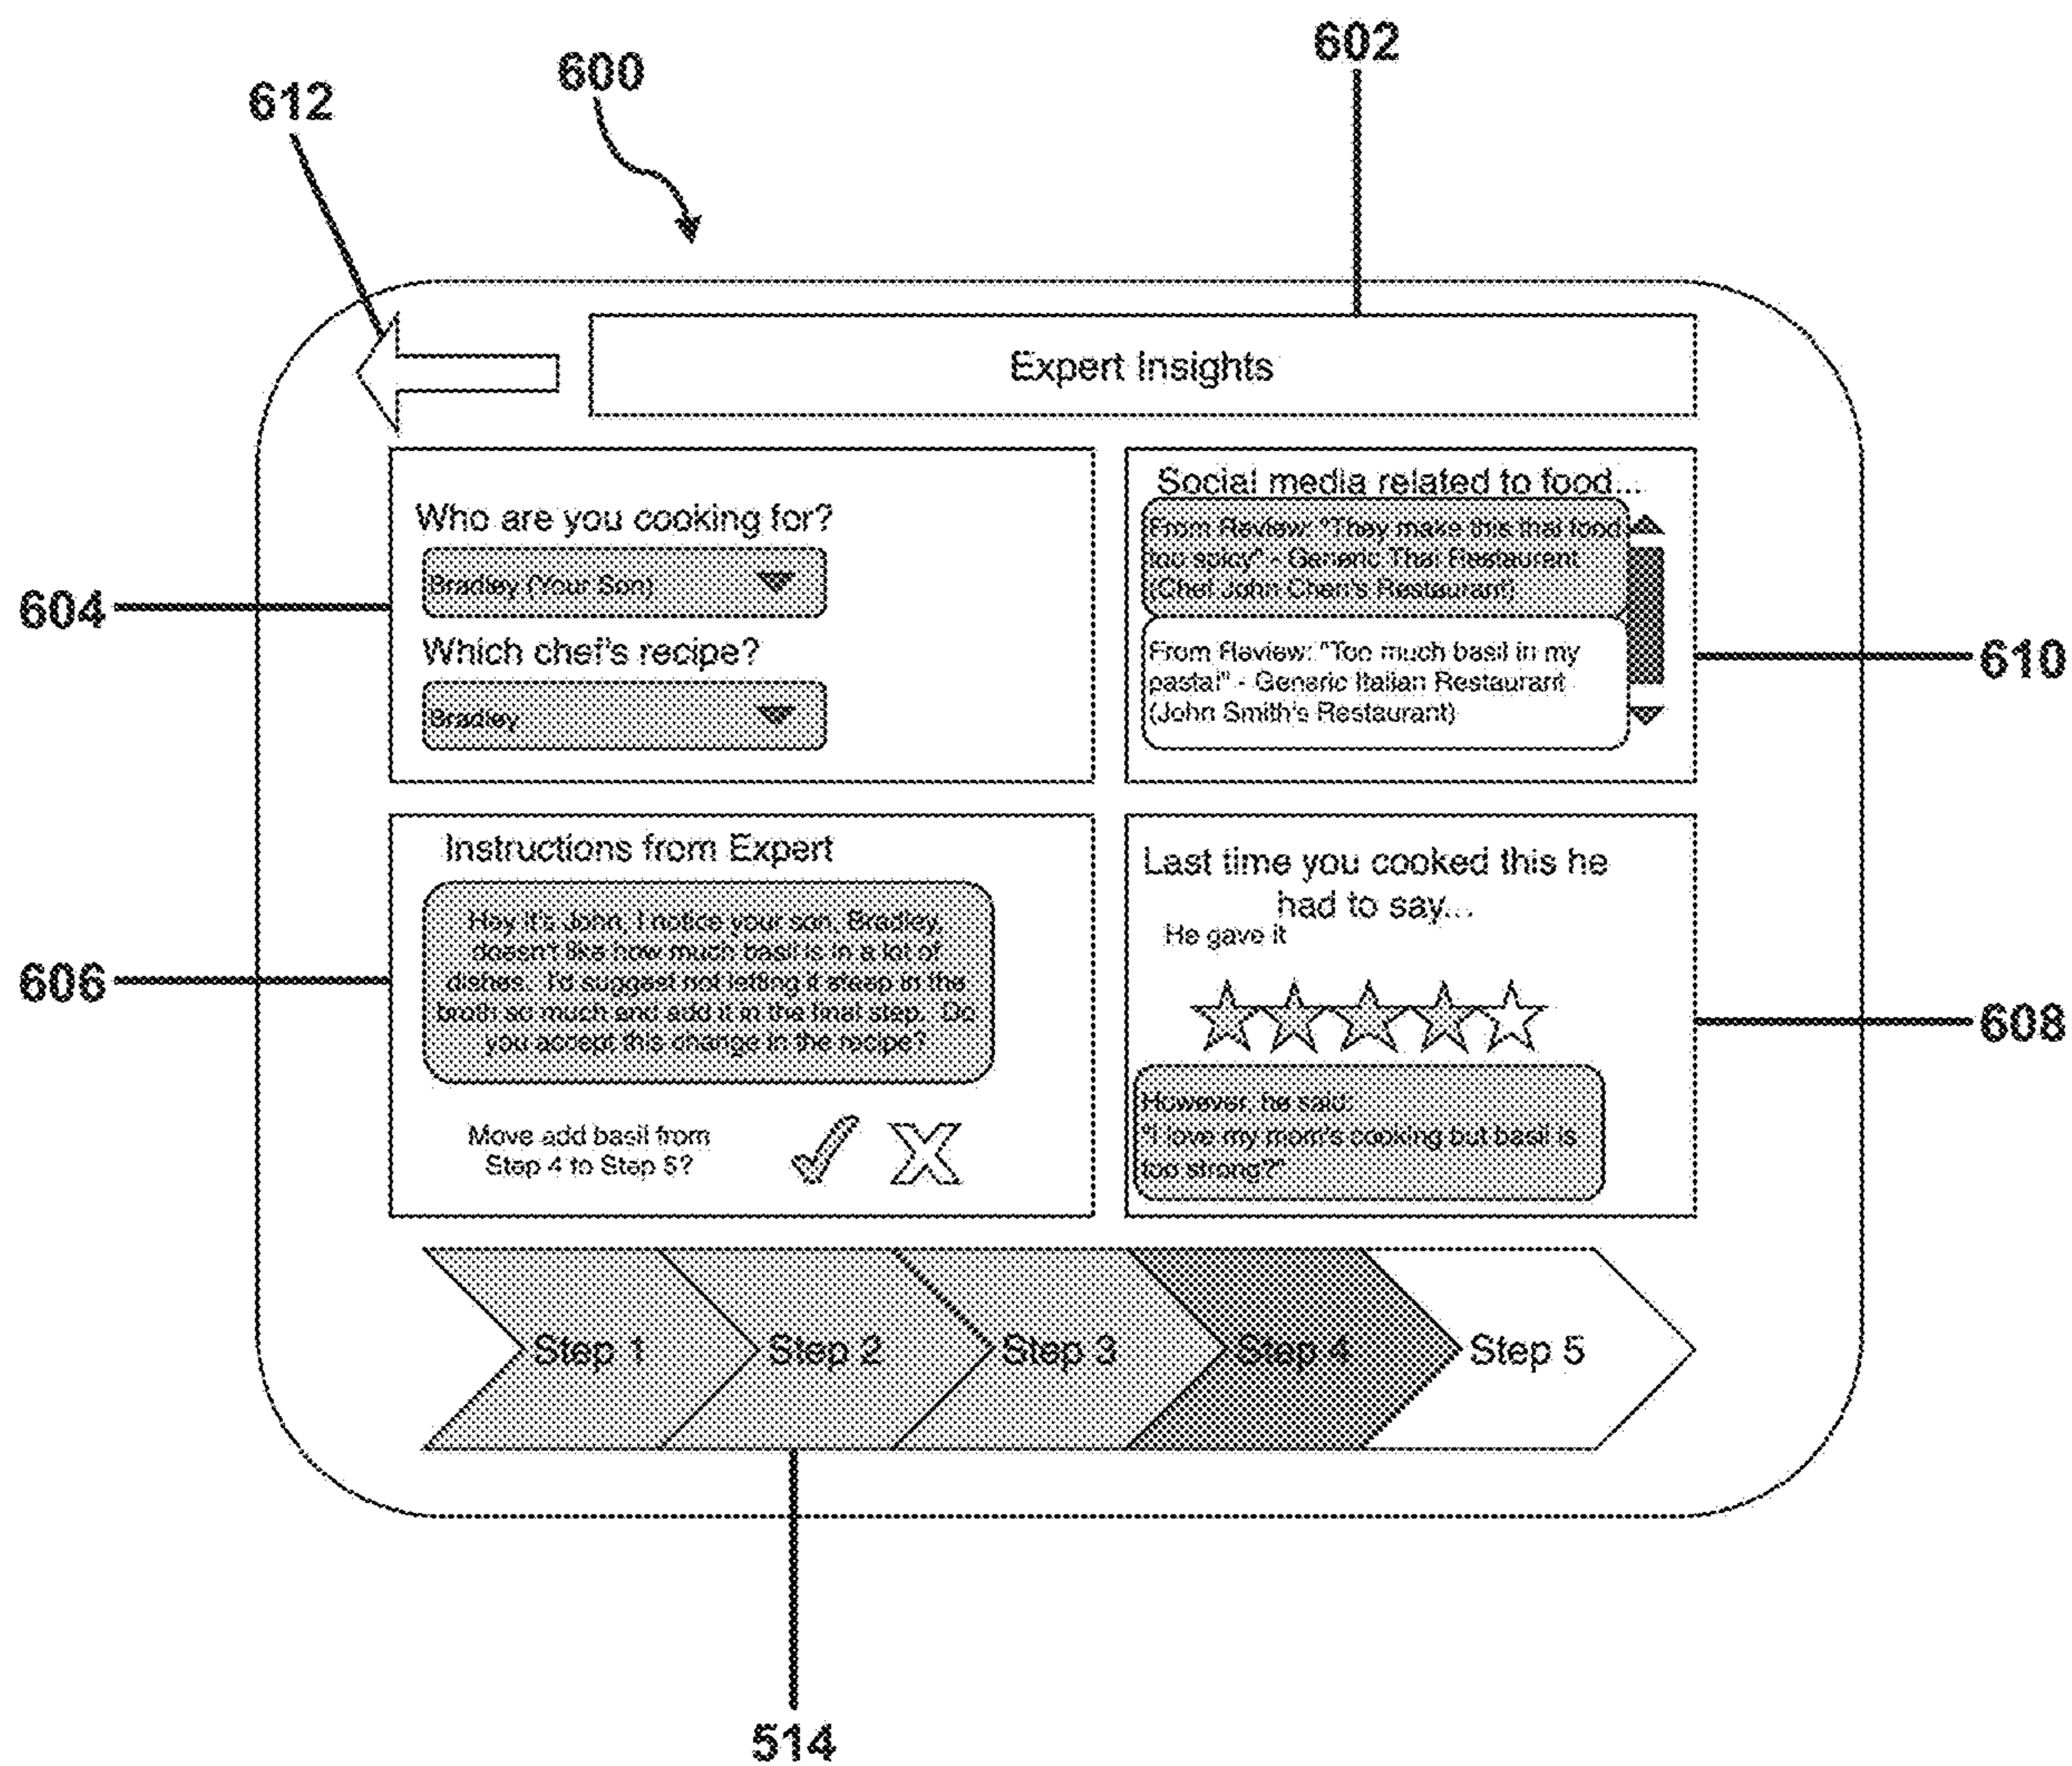 602
600
612
Expert Insights
Who are you cooking for?
Bradley (Your Son)
Which chef's recipe?
Bradley
604
Social media related to food...
From Review: "They make this thai food
too spicy" - Generic Thai Restaurant
(Chef John Chen's Restaurant)
From Review: "Too much basil in my
pasta!" - Generic Italian Restaurant
(John Smith's Restaurant)
610
Instructions from Expert
Hey it's John, I notice your son, Bradley,
doesn't like how much basil is in a lot of
dishes. I'd suggest not letting it steep in the
broth so much and add it in the final step. Do
you accept this change in the recipe?
Move add basil from
Step 4 to Step 5?
606
Last time you cooked this he
had to say...
He gave it
However, he said:
"I love my mom's cooking but basil is
too strong?"
608
Step 1
Step 2
Step 3
Step 4
Step 5
514